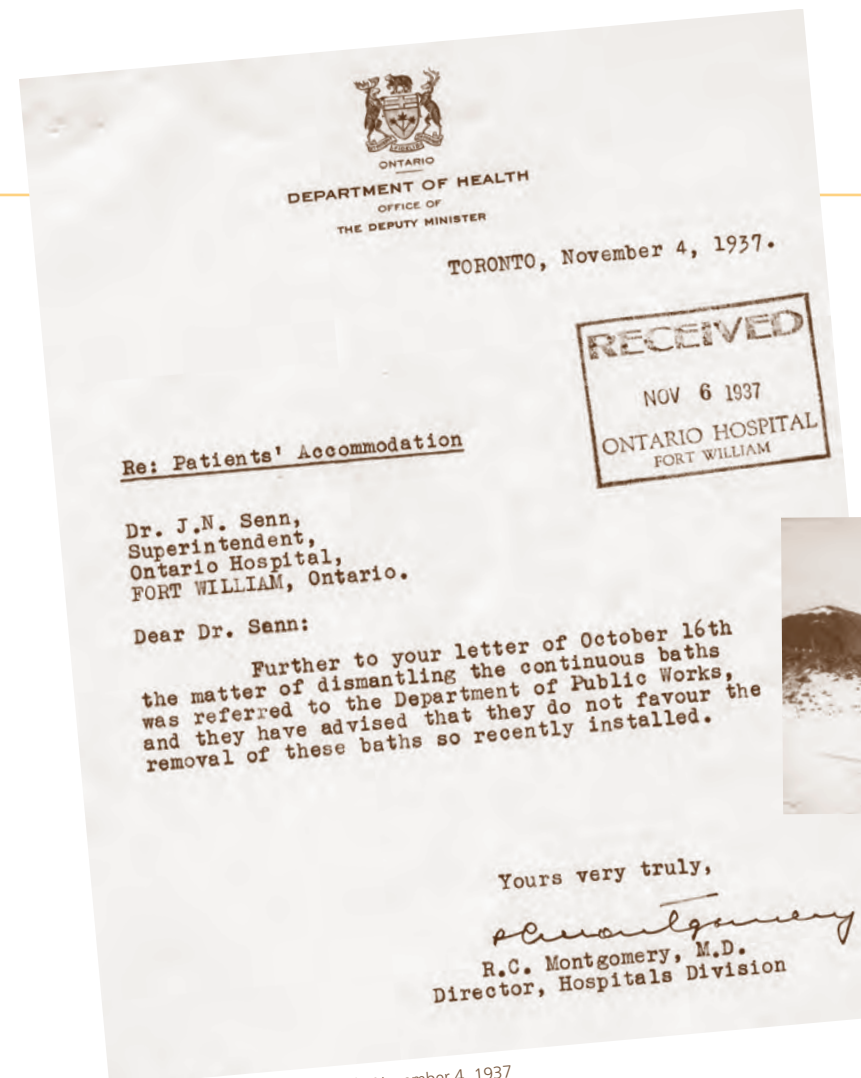 ONTARIO
DEPARTMENT OF HEALTH
OFFICE OF
THE DEPUTY MINISTER
TORONTO, November 4, 1937.
RECEIVED
NOV 6 1937
ONTARIO HOSPITAL
FORT WILLIAM
Re: Patients' Accommodation
Dr. J.N. Senn,
Superintendent,
Ontario Hospital,
FORT WILLIAM, Ontario.
Dear Dr. Senn:
Further to your letter of October 16th
the matter of dismantling the continuous baths
was referred to the Department of Public Works,
and they have advised that they do not favour the
removal of these baths so recently installed.
Yours very truly,
R.C. Montgomery, M.D.
Director, Hospitals Division
4, 1937